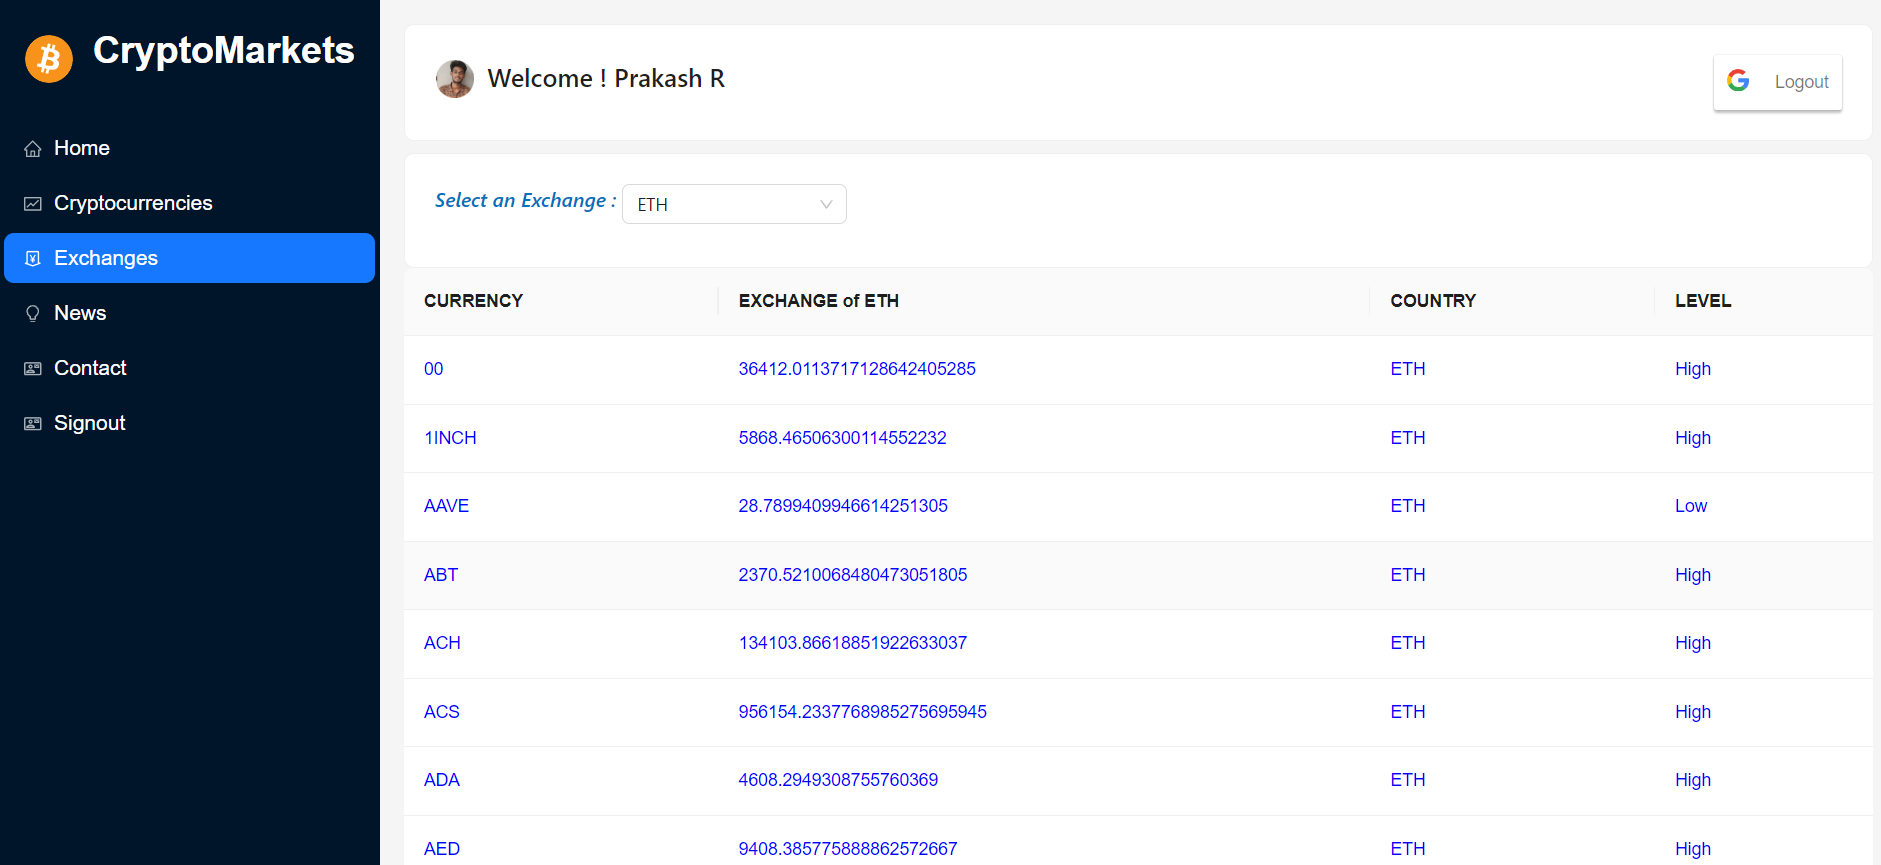 CryptoMarkets
Home
Cryptocurrencies
Exchanges
News
Contact
Signout
Welcome ! Prakash R
Logout
Select an Exchange : ETH
CURRENCY EXCHANGE of ETH COUNTRY LEVEL
00 36412.0113717128642405285 ETH High
1INCH 5868.46506300114552232 ETH High
AAVE 28.7899409946614251305 ETH Low
ABT 2370.5210068480473051805 ETH High
ACH 134103.86618851922633037 ETH High
ACS 956154.2337768985275695945 ETH High
ADA 4608.2949308755760369 ETH High
AED 9408.385775888862572667 ETH High